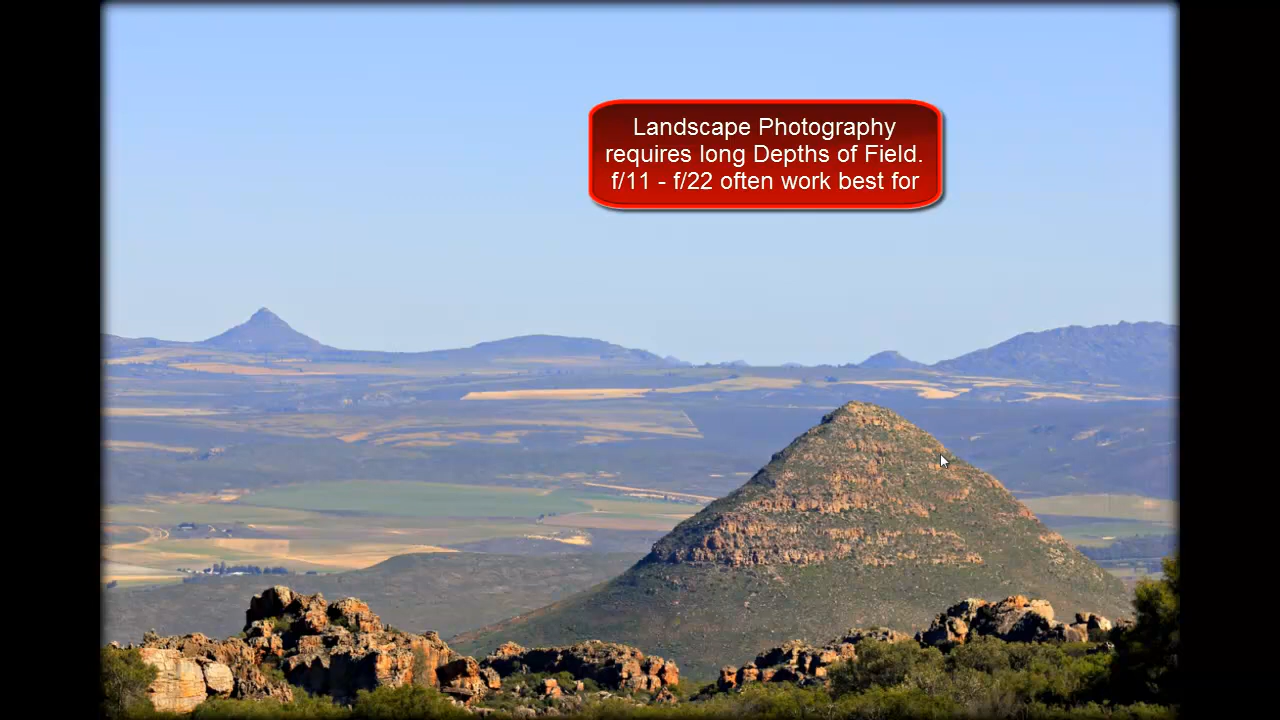 Landscape Photography
requires long Depths of Field.
f/11 - f/22 often work best for